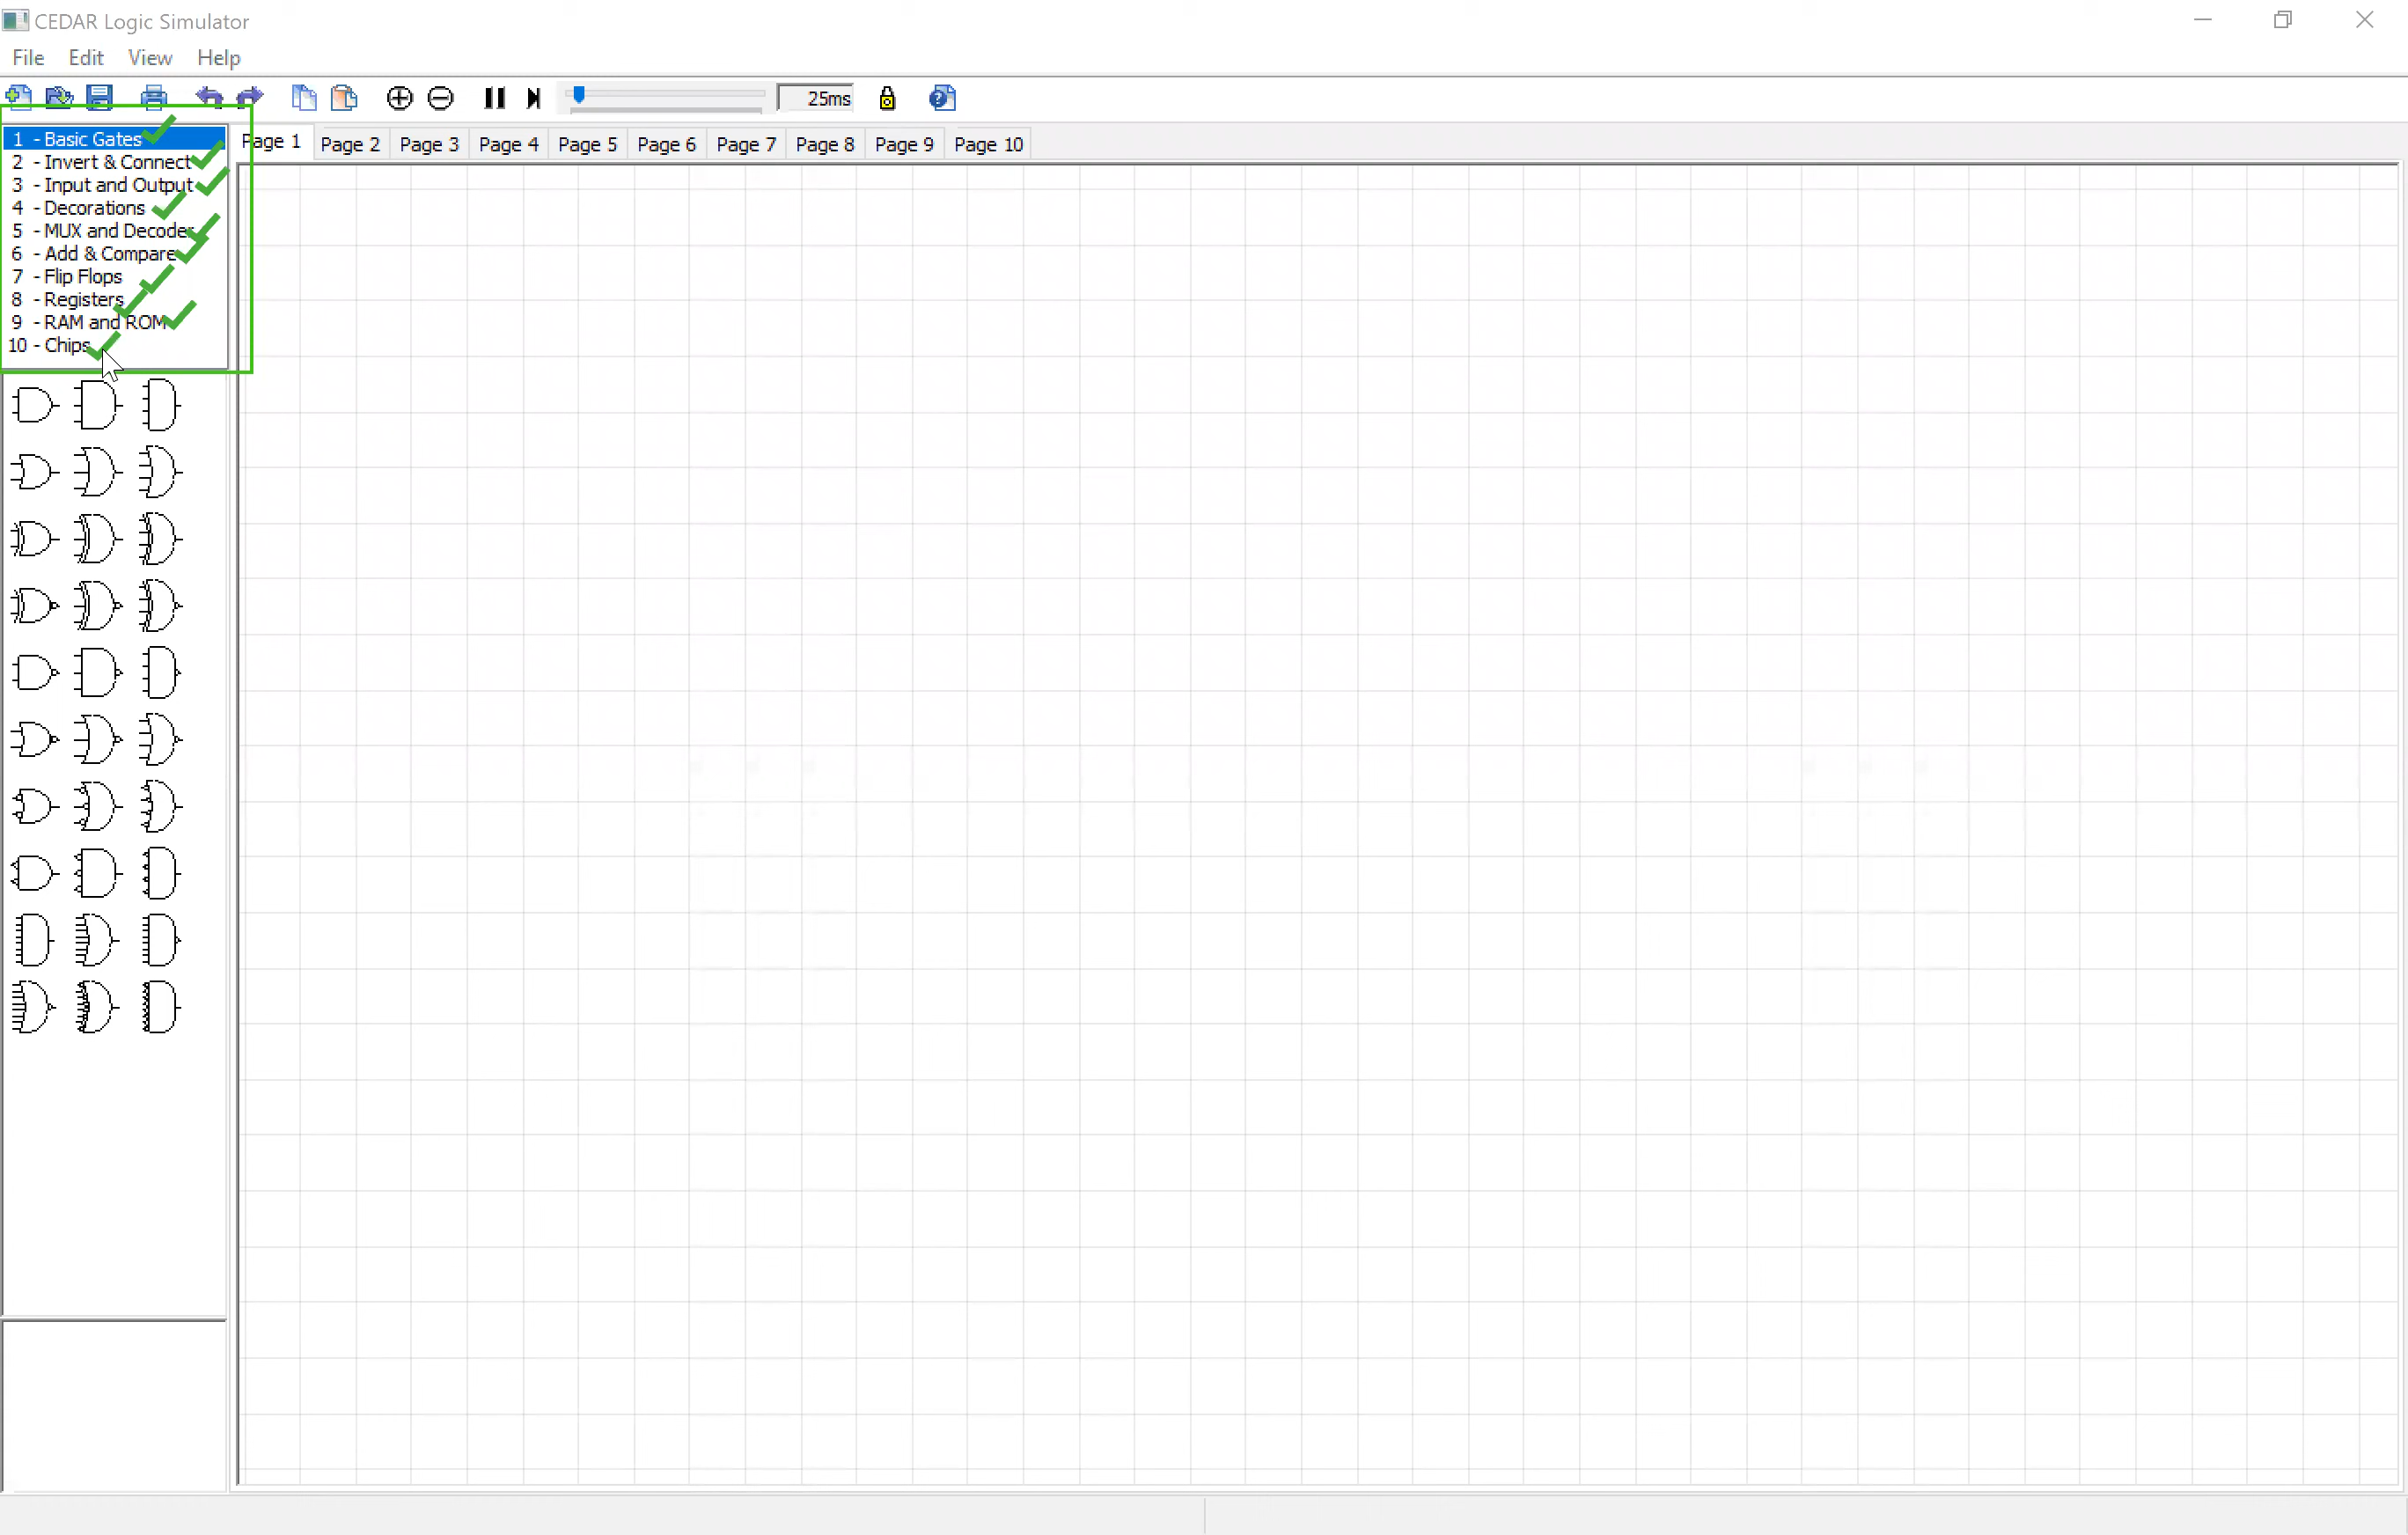 CEDAR Logic Simulator
File Edit View Help
25ms
1 - Basic Gates
2 - Invert & Connect
3 - Input and Output
4 - Decorations
5 - MUX and Decoder
6 - Add & Compare
7 - Flip Flops
8 - Registers
9 - RAM and ROM
10 - Chips
Page 1 Page 2 Page 3 Page 4 Page 5 Page 6 Page 7 Page 8 Page 9 Page 10